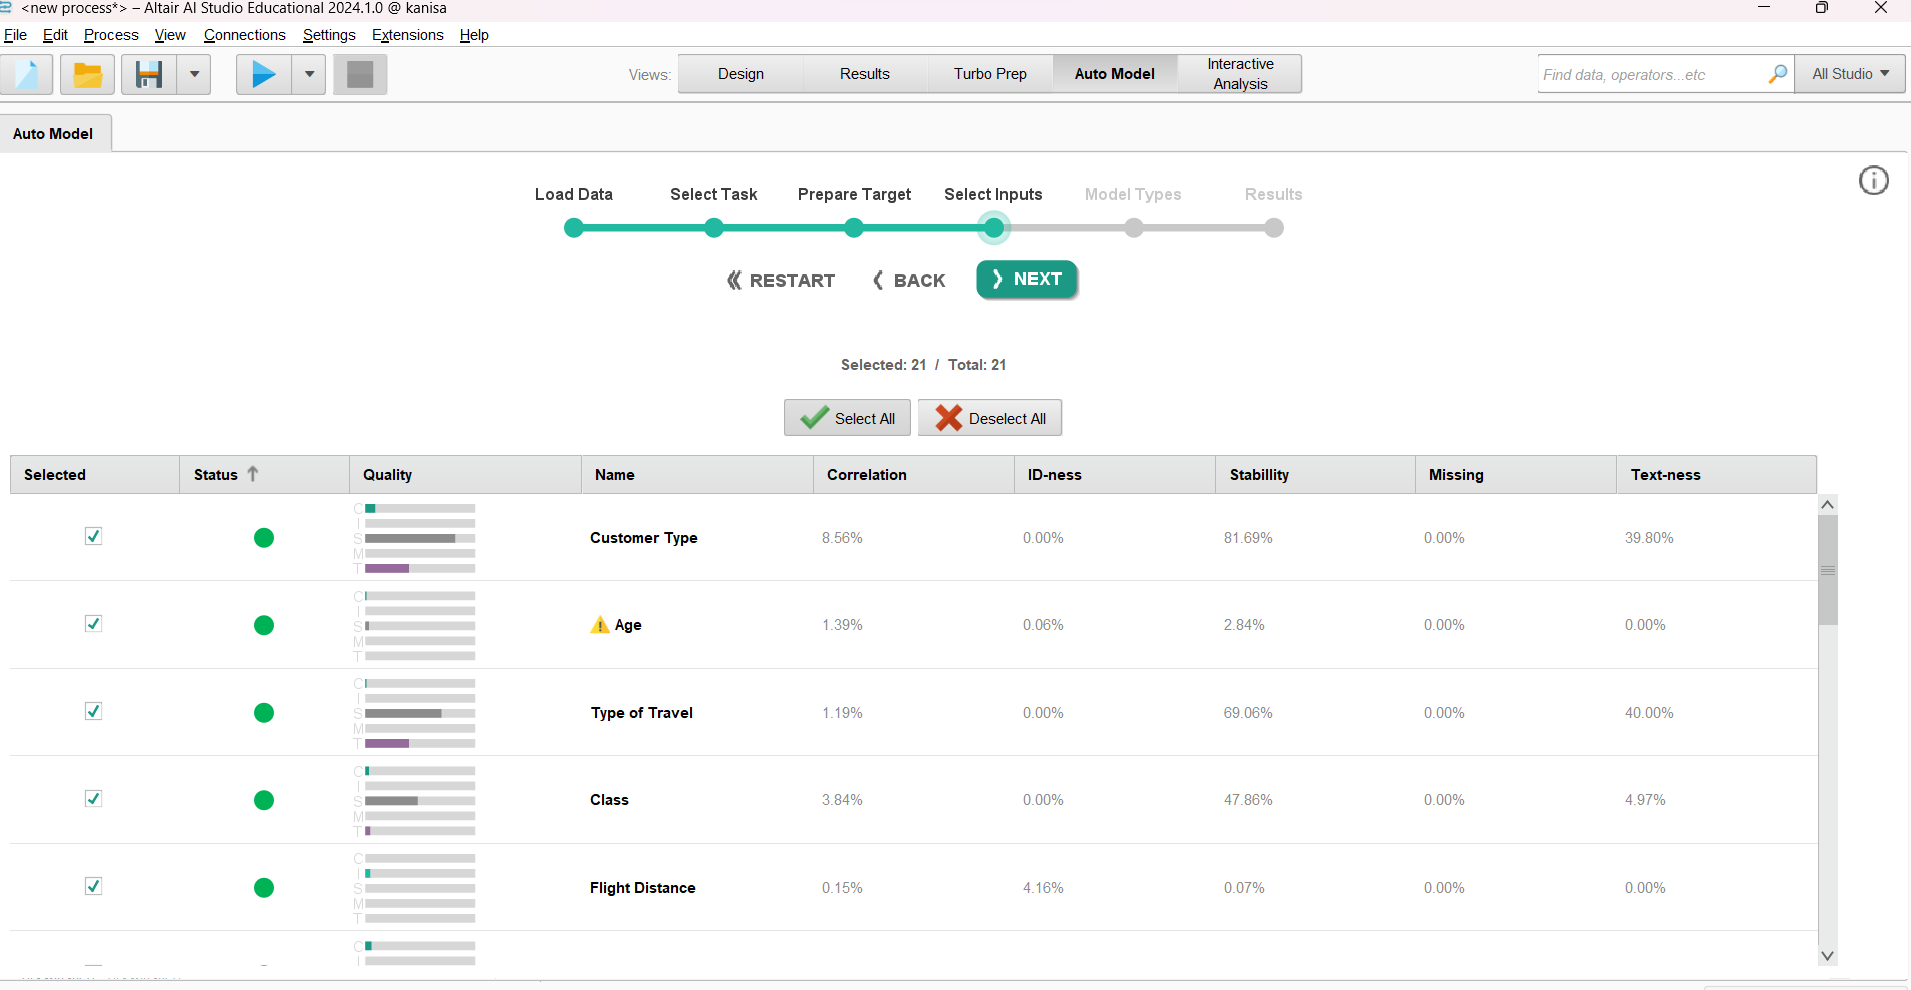 <new process*> – Altair AI Studio Educational 2024.1.0 @ kanisa
File Edit Process View Connections Settings Extensions Help
Views: Design Results Turbo Prep Auto Model Interactive Analysis Find data, operators...etc All Studio
Auto Model
Load Data Select Task Prepare Target Select Inputs Model Types Results
RESTART BACK NEXT
Selected: 21 / Total: 21
Select All Deselect All
Selected Status Quality Name Correlation ID-ness Stabillity Missing Text-ness
C
I
S Customer Type 8.56% 0.00% 81.69% 0.00% 39.80%
M
T
C
I
S Age 1.39% 0.06% 2.84% 0.00% 0.00%
M
T
C
I
S Type of Travel 1.19% 0.00% 69.06% 0.00% 40.00%
M
T
C
I
S Class 3.84% 0.00% 47.86% 0.00% 4.97%
M
T
C
I
S Flight Distance 0.15% 4.16% 0.07% 0.00% 0.00%
M
T
C
I